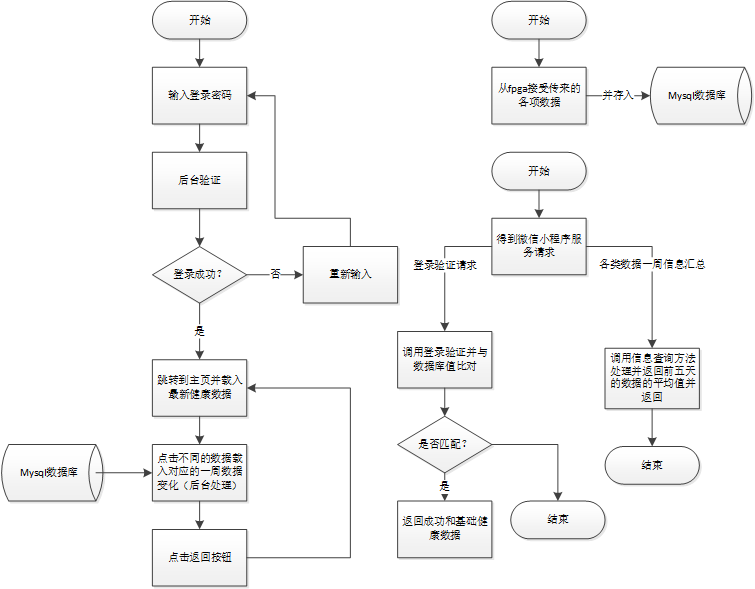 开始
输入登录密码
后台验证
登录成功？
否
重新输入
是
跳转到主页并载入
最新健康数据
Mysql数据库
点击不同的数据载
入对应的一周数据
变化（后台处理）
点击返回按钮
开始
从fpga接受传来的
各项数据
并存入
Mysql数据库
开始
得到微信小程序服
务请求
登录验证请求
各类数据一周信息汇总
调用登录验证并与
数据库值比对
调用信息查询方法
处理并返回前五天
的数据的平均值并
返回
是否匹配？
结束
是
返回成功和基础健
康数据
结束